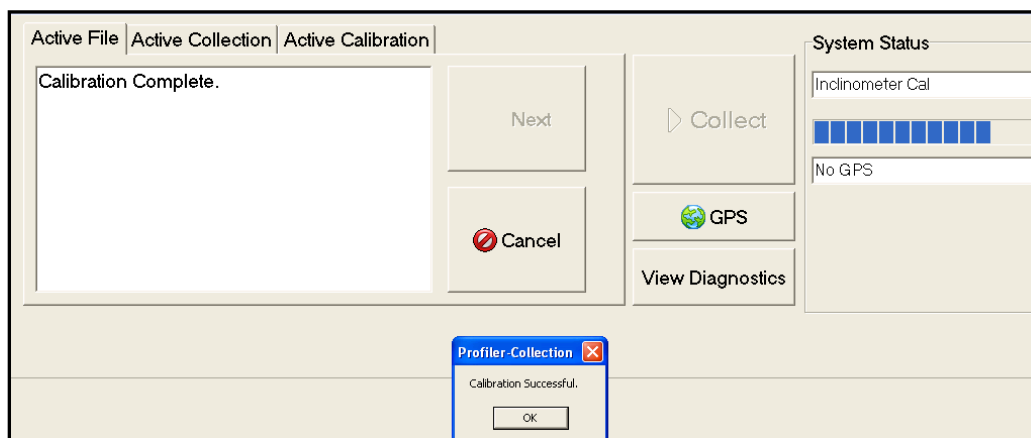 Active File
Active Collection
Active Calibration
Calibration Complete.
Next
Cancel
Collect
GPS
View Diagnostics
System Status
Inclinometer Cal
No GPS
Profiler-Collection
Calibration Successful.
OK